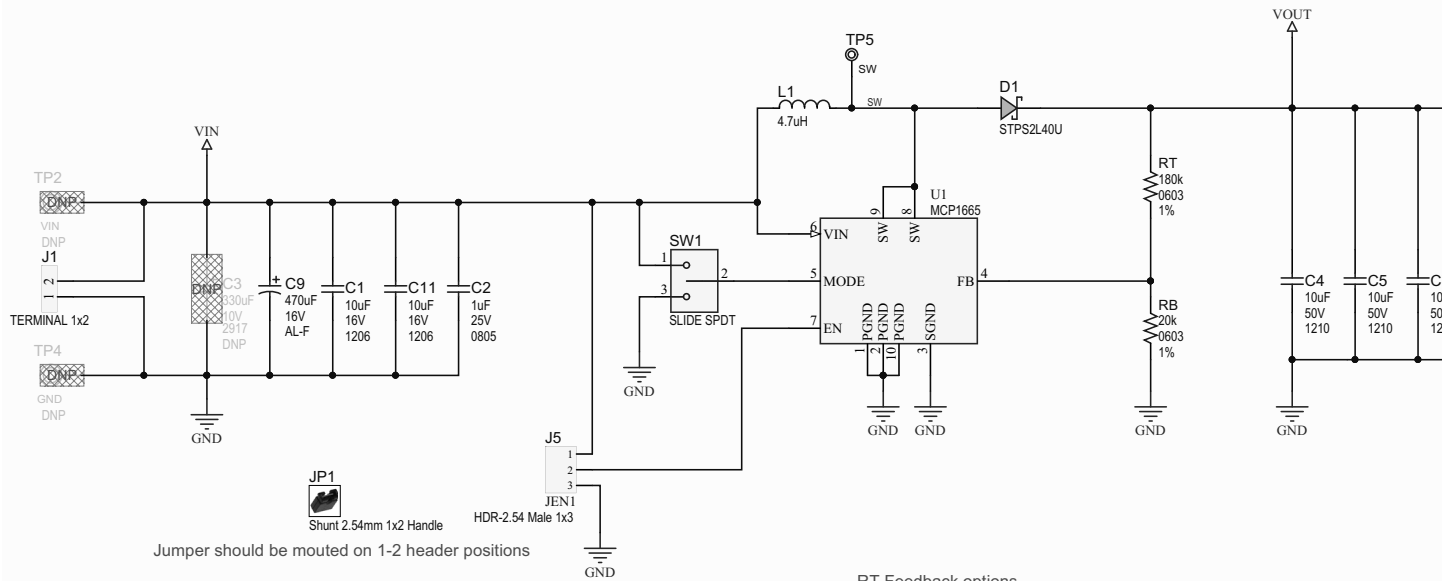 VOUT
TP5
SW
L1
SW
4.7uH
D1
STPS2L40U
VIN
TP2
DNP
VIN
DNP
J1
2
1
TERMINAL 1x2
TP4
DNP
GND
DNP
DNP
C3
330uF
10V
2917
DNP
C9
470uF
16V
AL-F
C1
10uF
16V
1206
C11
10uF
16V
1206
C2
1uF
25V
0805
GND
SW1
1
2
3
SLIDE SPDT
GND
U1
MCP1665
9
8
SW
SW
6
VIN
5
MODE
7
EN
FB
4
PGND
PGND
PGND
SGND
1
2
10
3
GND
GND
RT
180k
0603
1%
RB
20k
0603
1%
GND
C4
10uF
50V
1210
C5
10uF
50V
1210
C
10
50
12
GND
J5
1
2
3
JEN1
HDR-2.54 Male 1x3
GND
JP1
Shunt 2.54mm 1x2 Handle
Jumper should be mouted on 1-2 header positions
RT Feedback options